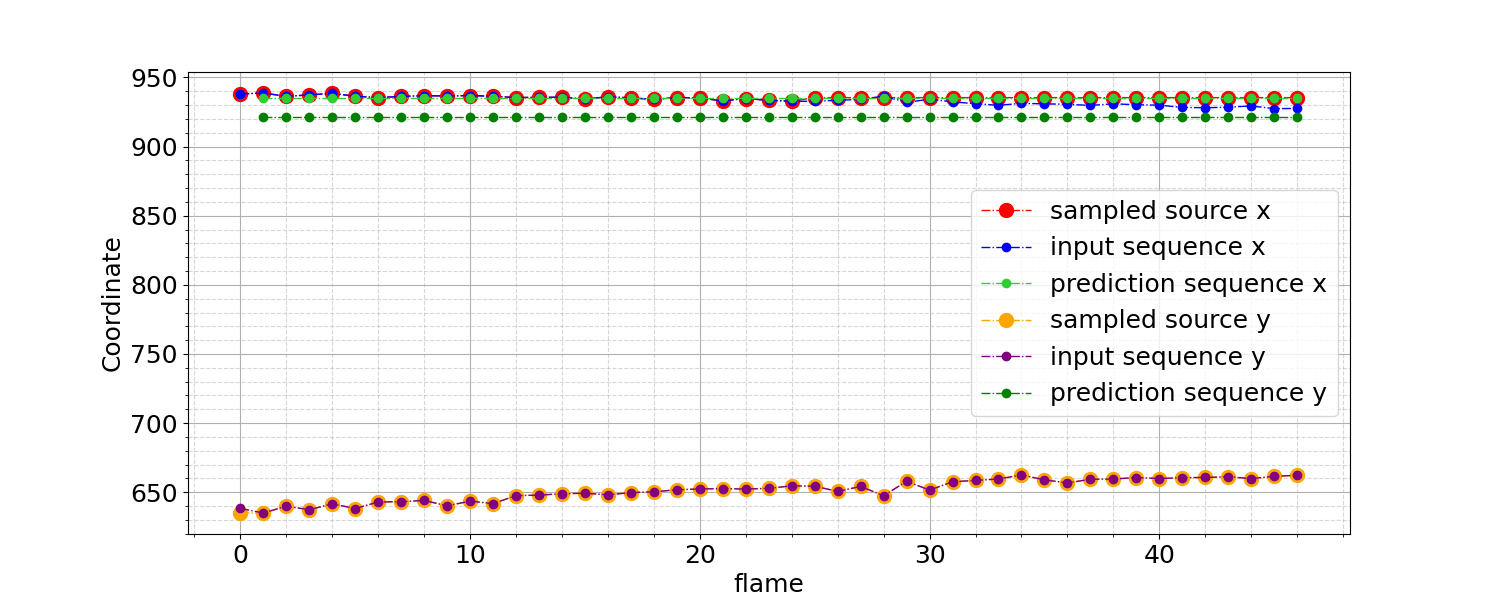 950
900
850
800
750
700
650
Coordinate
0
10
20
30
40
flame
sampled source x
input sequence x
prediction sequence x
sampled source y
input sequence y
prediction sequence y